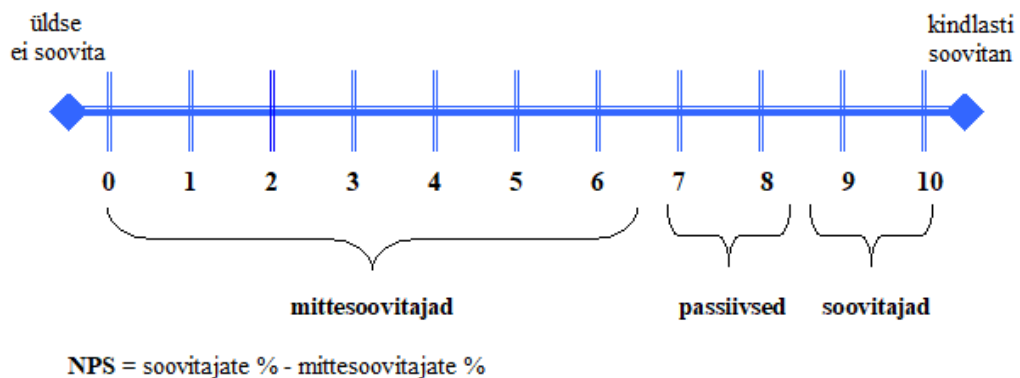 üldse
ei soovita
kindlasti
soovitan
0 1 2 3 4 5 6 7 8 9 10
mittesoovitajad passiivsed soovitajad
NPS = soovitajate % - mittesoovitajate %